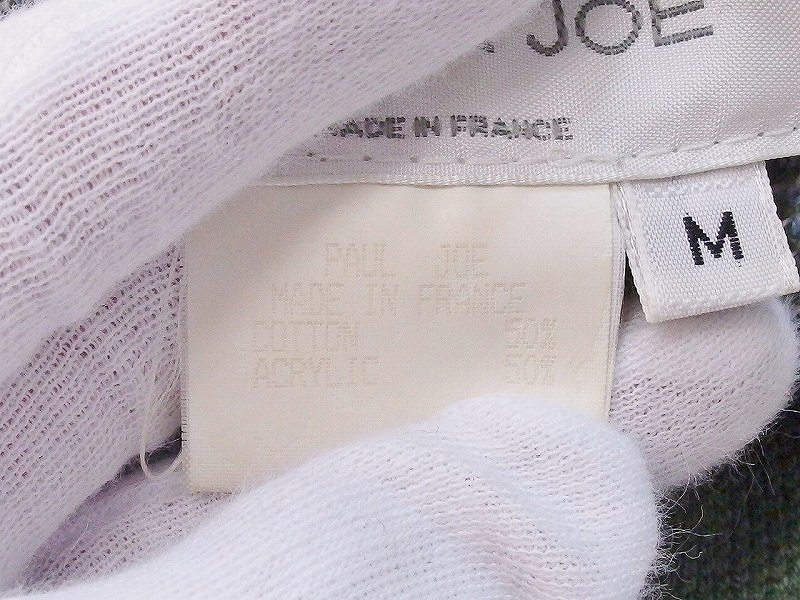 JOE
MADE IN FRANCE
M
PAUL JOE
MADE IN FRANCE
COTTON 50%
ACRYLIC 50%